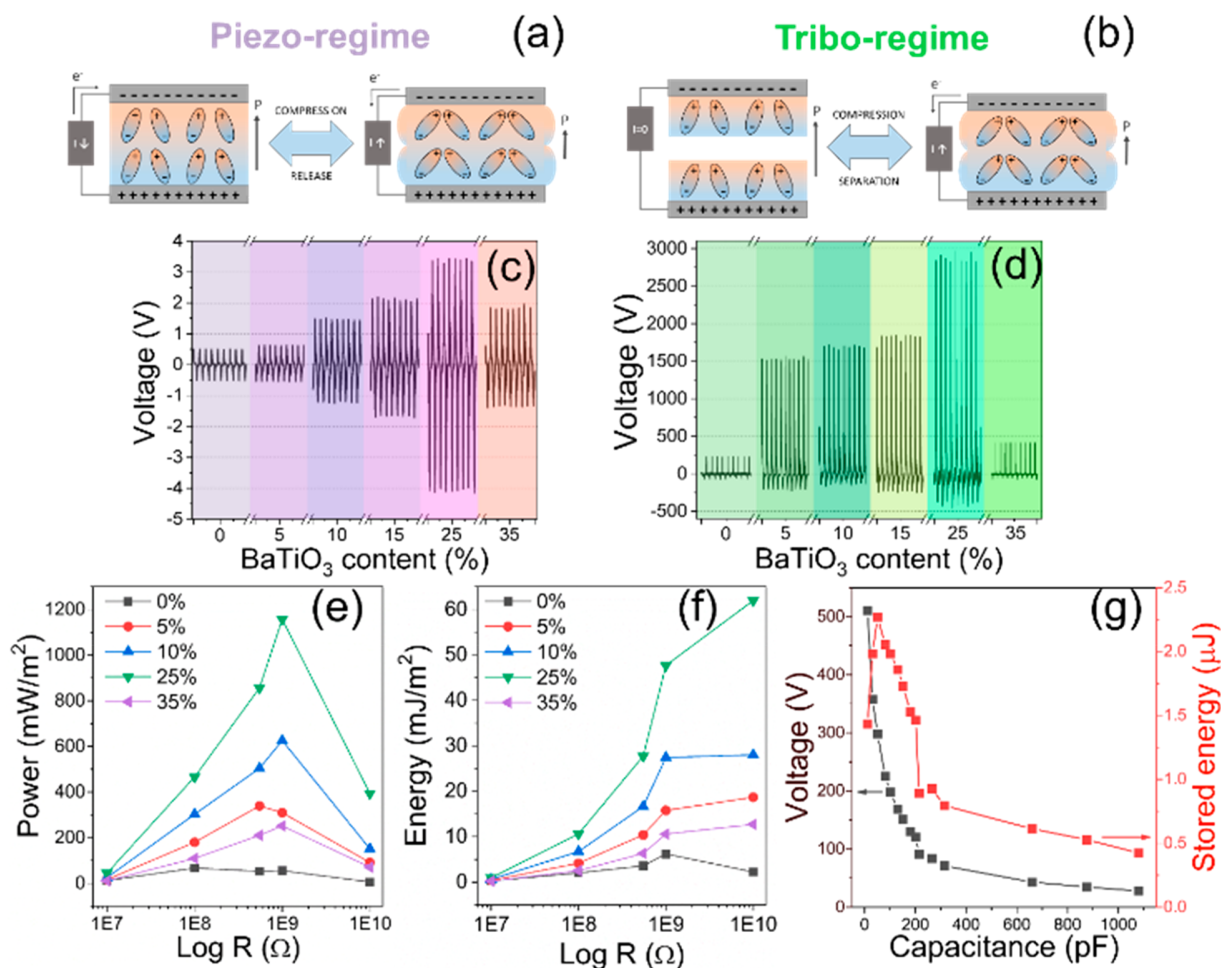 Piezo-regime (a)
Tribo-regime (b)
e-
I↓
COMPRESSION
RELEASE
P
e-
I↑
P
I=0
COMPRESSION
SEPARATION
P
e-
I↑
P
(c)
Voltage (V)
4
3
2
1
0
-1
-2
-3
-4
-5
0 5 10 15 25 35
BaTiO3 content (%)
(d)
Voltage (V)
3000
2500
2000
1500
1000
500
0
-500
0 5 10 15 25 35
BaTiO3 content (%)
(e)
Power (mW/m2)
1200
1000
800
600
400
200
0
0%
5%
10%
25%
35%
1E7 1E8 1E9 1E10
Log R (Ω)
(f)
Energy (mJ/m2)
60
50
40
30
20
10
0
0%
5%
10%
25%
35%
1E7 1E8 1E9 1E10
Log R (Ω)
(g)
Voltage (V)
500
400
300
200
100
0
Stored energy (μJ)
2.5
2.0
1.5
1.0
0.5
0.0
0 200 400 600 800 1000
Capacitance (pF)